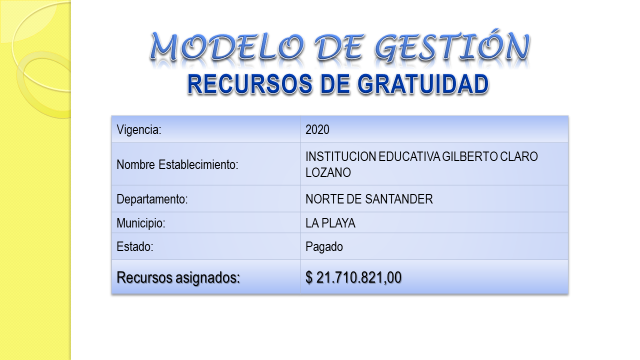 MODELO DE GESTIÓN
RECURSOS DE GRATUIDAD
Vigencia: 2020
Nombre Establecimiento: INSTITUCION EDUCATIVA GILBERTO CLARO
LOZANO
Departamento: NORTE DE SANTANDER
Municipio: LA PLAYA
Estado: Pagado
Recursos asignados: $ 21.710.821,00